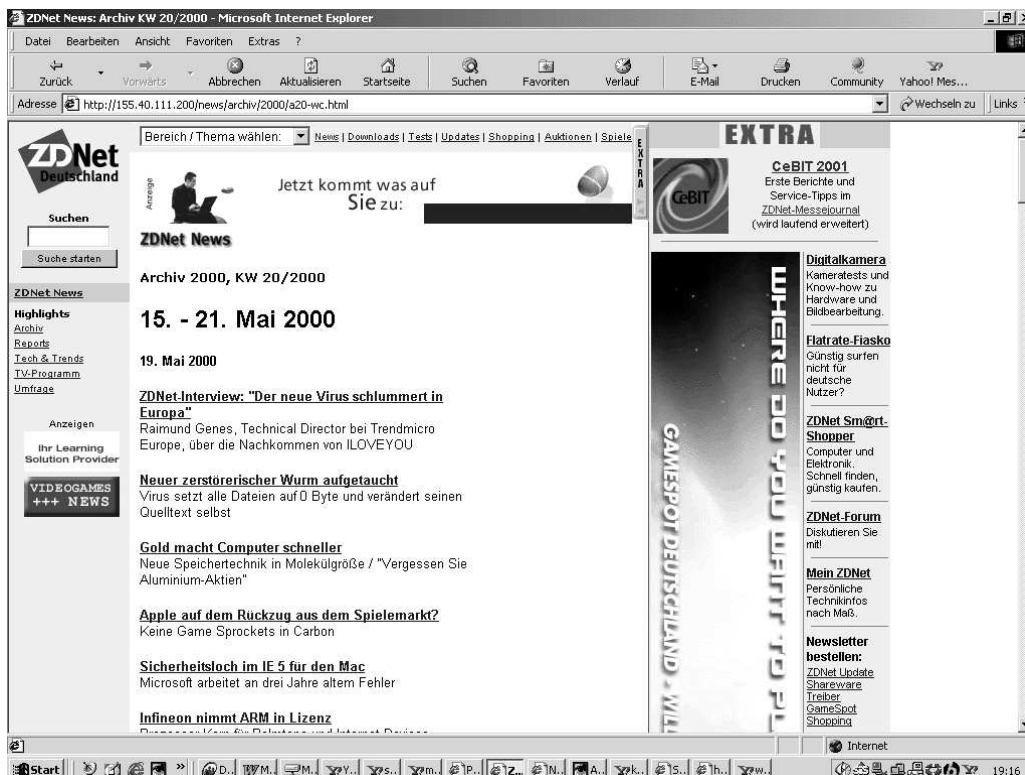 ZDNet News: Archiv KW 20/2000 - Microsoft Internet Explorer
Datei Bearbeiten Ansicht Favoriten Extras ?
Zurück Vorwärts Abbrechen Aktualisieren Startseite Suchen Favoriten Verlauf E-Mail Drucken Community Yahoo! Mes...
Adresse http://155.40.111.200/news/archiv/2000/a20-wc.html Wechseln zu Links
ZDNet
Deutschland
Suchen
Suche starten
ZDNet News
Highlights
Archiv
Reports
Tech & Trends
TV-Programm
Umfrage
Anzeigen
Ihr Learning
Solution Provider
VIDEOGAMES
+++ NEWS
Bereich / Thema wählen: News | Downloads | Tests | Updates | Shopping | Auktionen | Spiele
EXTRA
Anzeige
Jetzt kommt was auf
Sie zu:
ZDNet News
Archiv 2000, KW 20/2000
15. - 21. Mai 2000
19. Mai 2000
ZDNet-Interview: "Der neue Virus schlummert in
Europa"
Raimund Genes, Technical Director bei Trendmicro
Europe, über die Nachkommen von ILOVEYOU
Neuer zerstörerischer Wurm aufgetaucht
Virus setzt alle Dateien auf 0 Byte und verändert seinen
Quelltext selbst
Gold macht Computer schneller
Neue Speichertechnik in Molekülgröße / "Vergessen Sie
Aluminium-Aktien"
Apple auf dem Rückzug aus dem Spielemarkt?
Keine Game Sprockets in Carbon
Sicherheitsloch im IE 5 für den Mac
Microsoft arbeitet an drei Jahre altem Fehler
Infineon nimmt ARM in Lizenz
EXTRA
CeBIT
CeBIT 2001
Erste Berichte und
Service-Tipps im
ZDNet-Messejournal
(wird laufend erweitert)
WHERE DO YOU WANT TO PL
GAMESPOT DEUTSCHLAND - WILL
Digitalkamera
Kameratests und
Know-how zu
Hardware und
Bildbearbeitung.
Flatrate-Fiasko
Günstig surfen
nicht für
deutsche
Nutzer?
ZDNet Sm@rt-
Shopper
Computer und
Elektronik.
Schnell finden,
günstig kaufen.
ZDNet-Forum
Diskutieren Sie
mit!
Mein ZDNet
Persönliche
Technikinfos
nach Maß.
Newsletter
bestellen:
ZDNet Update
Shareware
Treiber
GameSpot
Shopping
Internet
Start D.. M.. M.. Y.. s.. m.. P.. Z.. N.. A.. k.. S.. h.. w.. 19:16